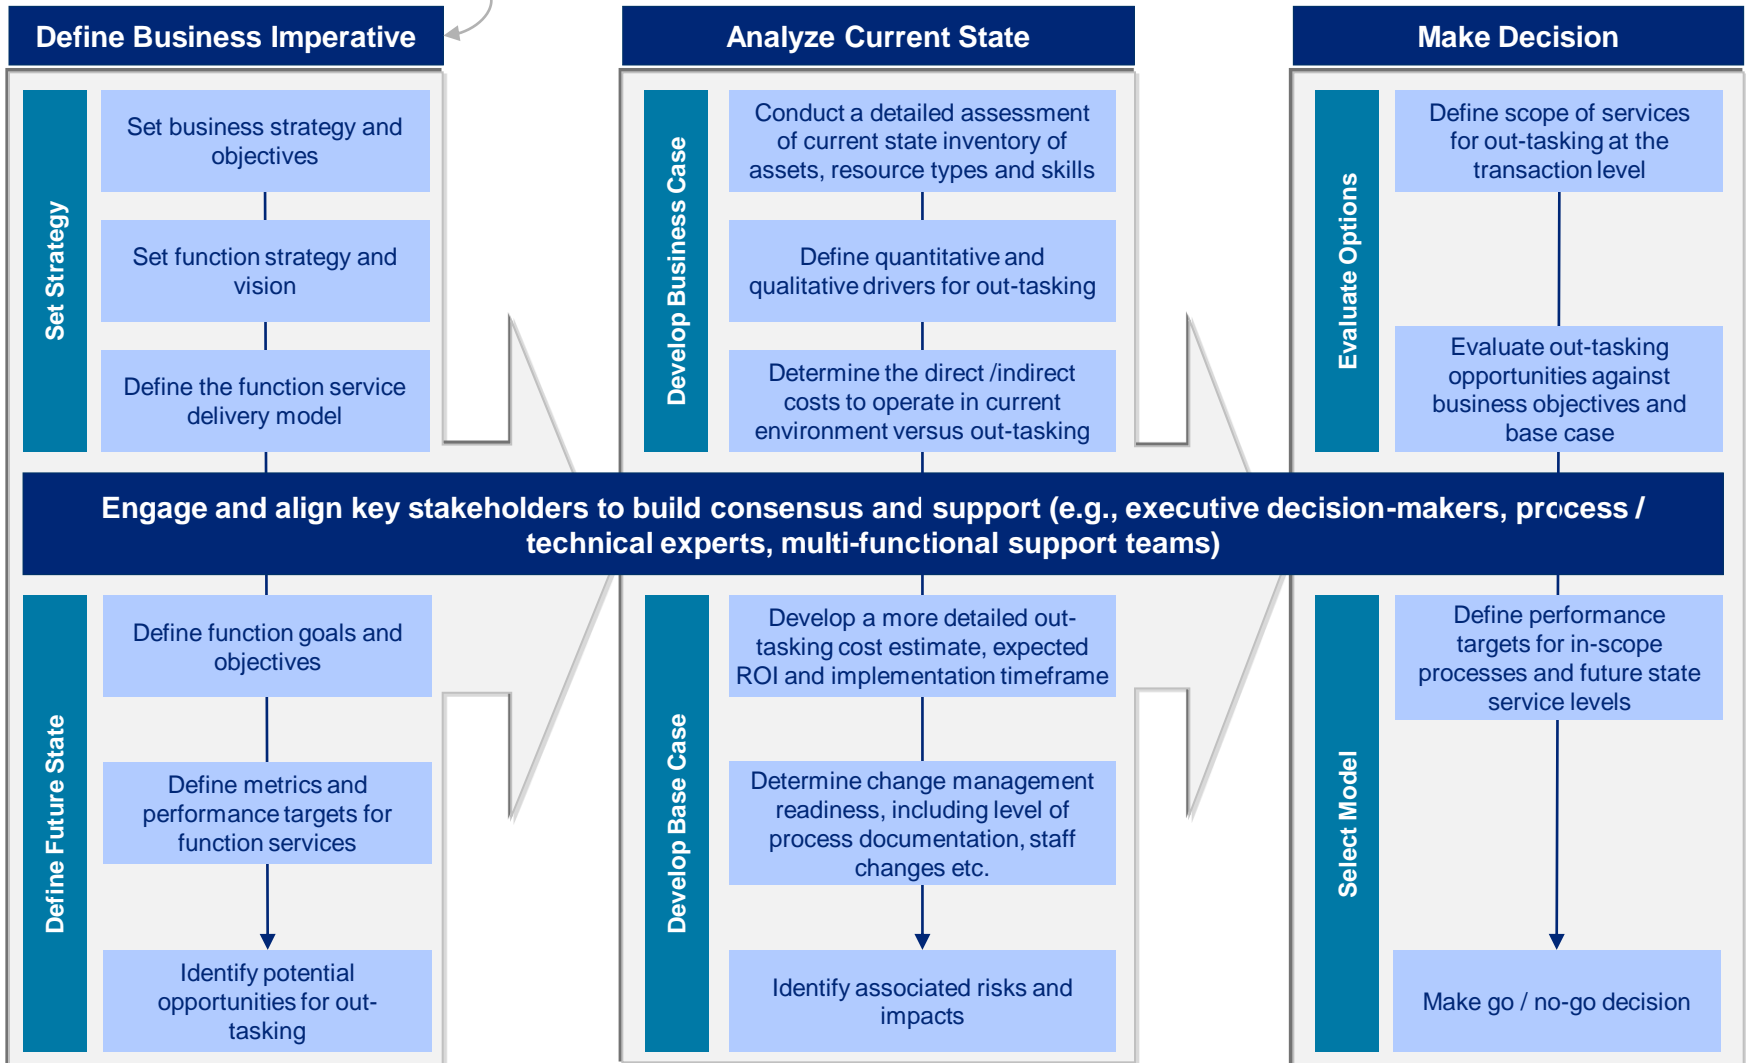 Define Business Imperative
Set Strategy
Set business strategy and
objectives
Set function strategy and
vision
Define the function service
delivery model
Analyze Current State
Develop Business Case
Conduct a detailed assessment
of current state inventory of
assets, resource types and skills
Define quantitative and
qualitative drivers for out-tasking
Determine the direct /indirect
costs to operate in current
environment versus out-tasking
Make Decision
Evaluate Options
Define scope of services
for out-tasking at the
transaction level
Evaluate out-tasking
opportunities against
business objectives and
base case
Engage and align key stakeholders to build consensus and support (e.g., executive decision-makers, process /
technical experts, multi-functional support teams)
Define Future State
Define function goals and
objectives
Define metrics and
performance targets for
function services
Identify potential
opportunities for out-
tasking
Develop Base Case
Develop a more detailed out-
tasking cost estimate, expected
ROI and implementation timeframe
Determine change management
readiness, including level of
process documentation, staff
changes etc.
Identify associated risks and
impacts
Select Model
Define performance
targets for in-scope
processes and future state
service levels
Make go / no-go decision